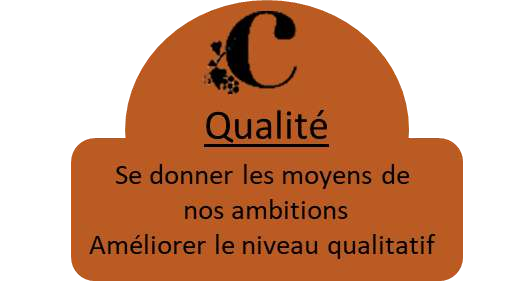 C
Qualité
Se donner les moyens de
nos ambitions
Améliorer le niveau qualitatif